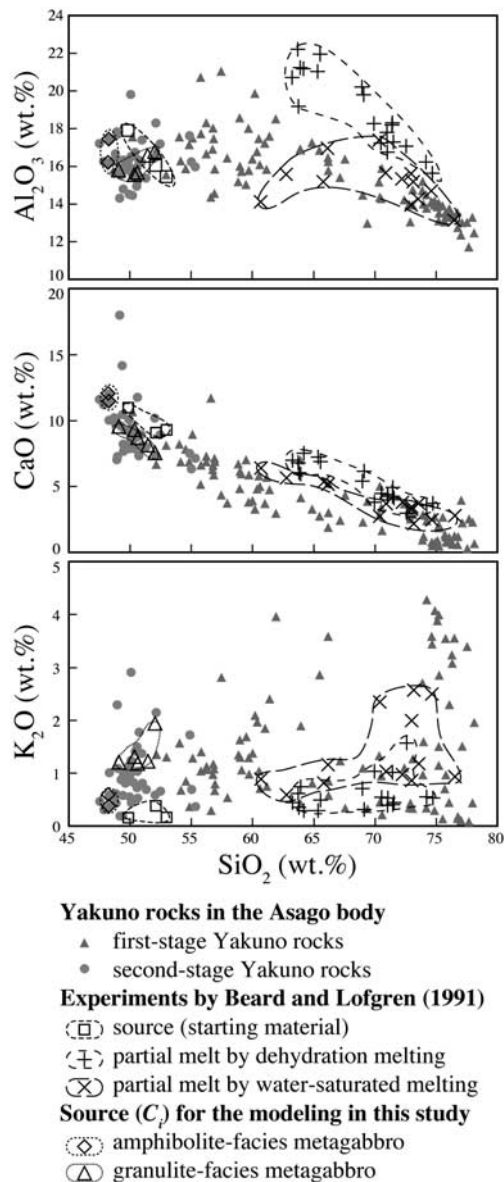 24
22
20
18
16
14
12
10
Al2O3 (wt.%)
20
15
10
5
0
CaO (wt.%)
5
4
3
2
1
0
K2O (wt.%)
45 50 55 60 65 70 75 80
SiO2 (wt.%)
Yakuno rocks in the Asago body
first-stage Yakuno rocks
second-stage Yakuno rocks
Experiments by Beard and Lofgren (1991)
source (starting material)
partial melt by dehydration melting
partial melt by water-saturated melting
Source (Ci) for the modeling in this study
amphibolite-facies metagabbro
granulite-facies metagabbro